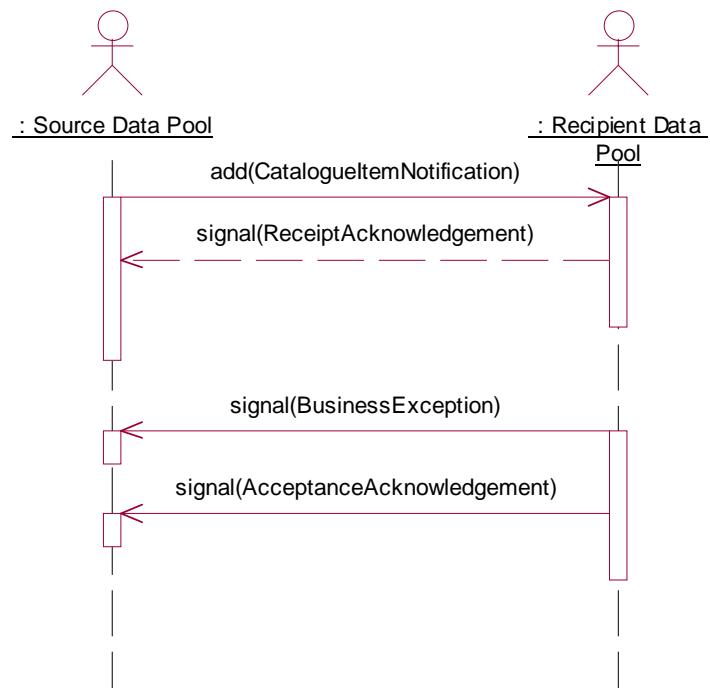 : Source Data Pool
: Recipient Data
Pool
add(CatalogueItemNotification)
signal(ReceiptAcknowledgement)
signal(BusinessException)
signal(AcceptanceAcknowledgement)